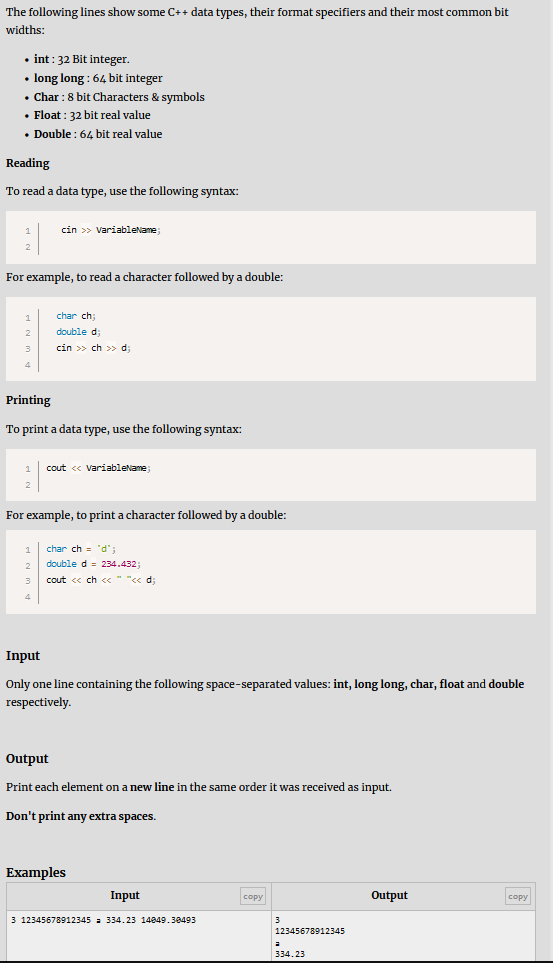 The following lines show some C++ data types, their format specifiers and their most common bit
widths:
• int : 32 Bit integer.
• long long : 64 bit integer
• Char : 8 bit Characters & symbols
• Float : 32 bit real value
• Double : 64 bit real value
Reading
To read a data type, use the following syntax:
1 cin >> VariableName;
2
For example, to read a character followed by a double:
1 char ch;
2 double d;
3 cin >> ch >> d;
4
Printing
To print a data type, use the following syntax:
1 cout << VariableName;
2
For example, to print a character followed by a double:
1 char ch = 'd';
2 double d = 234.432;
3 cout << ch << " "<< d;
4
Input
Only one line containing the following space-separated values: int, long long, char, float and double
respectively.
Output
Print each element on a new line in the same order it was received as input.
Don't print any extra spaces.
Examples
Input copy Output copy
3 12345678912345 a 334.23 14049.30493 3
12345678912345
a
334.23